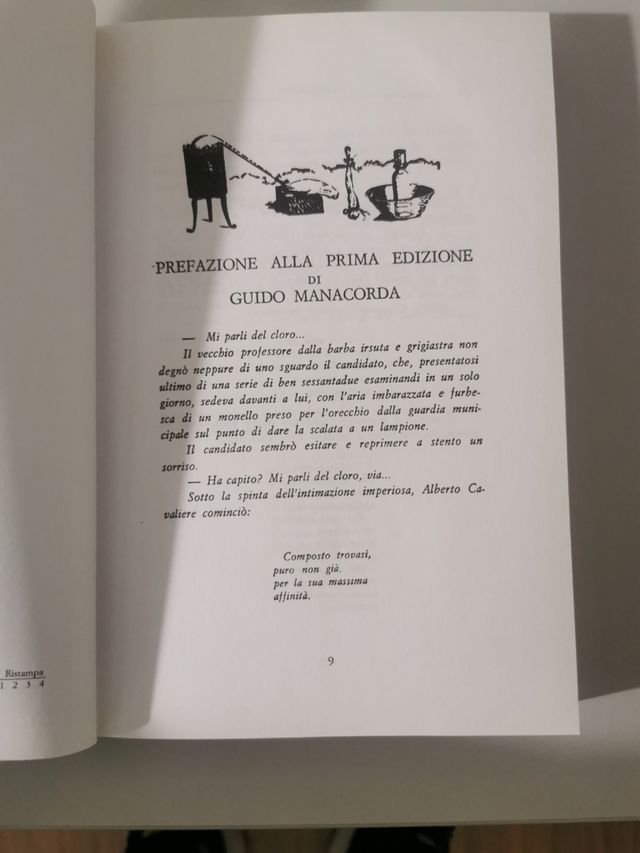 PREFAZIONE ALLA PRIMA EDIZIONE
DI
GUIDO MANACORDA
— Mi parli del cloro...
Il vecchio professore dalla barba irsuta e grigiastra non
degnò neppure di uno sguardo il candidato, che, presentatosi
ultimo di una serie di ben sessantadue esaminandi in un solo
giorno, sedeva davanti a lui, con l'aria imbarazzata e furbe-
sca di un monello preso per l'orecchio dalla guardia muni-
cipale sul punto di dare la scalata a un lampione.
Il candidato sembrò esitare e reprimere a stento un
sorriso.
— Ha capito? Mi parli del cloro, via...
Sotto la spinta dell'intimazione imperiosa, Alberto Ca-
valiere cominciò:
Composto trovasi,
puro non già.
per la sua massima
affinità.
9
Ristampa
1 2 3 4